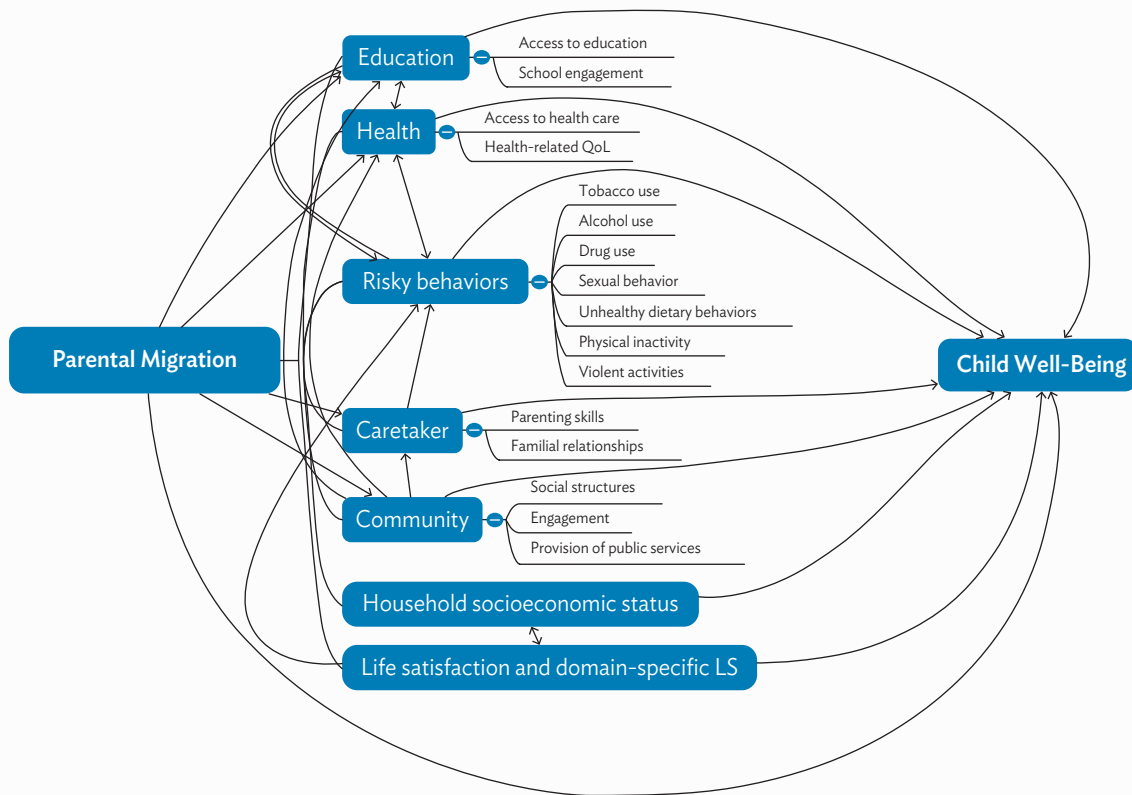 Education
Access to education
School engagement
Health
Access to health care
Health-related QoL
Risky behaviors
Tobacco use
Alcohol use
Drug use
Sexual behavior
Unhealthy dietary behaviors
Physical inactivity
Violent activities
Parental Migration
Child Well-Being
Caretaker
Parenting skills
Familial relationships
Community
Social structures
Engagement
Provision of public services
Household socioeconomic status
Life satisfaction and domain-specific LS